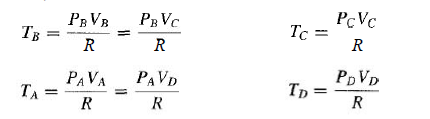 T_B = P_B V_B / R = P_B V_C / R    T_C = P_C V_C / R
T_A = P_A V_A / R = P_A V_D / R    T_D = P_D V_D / R